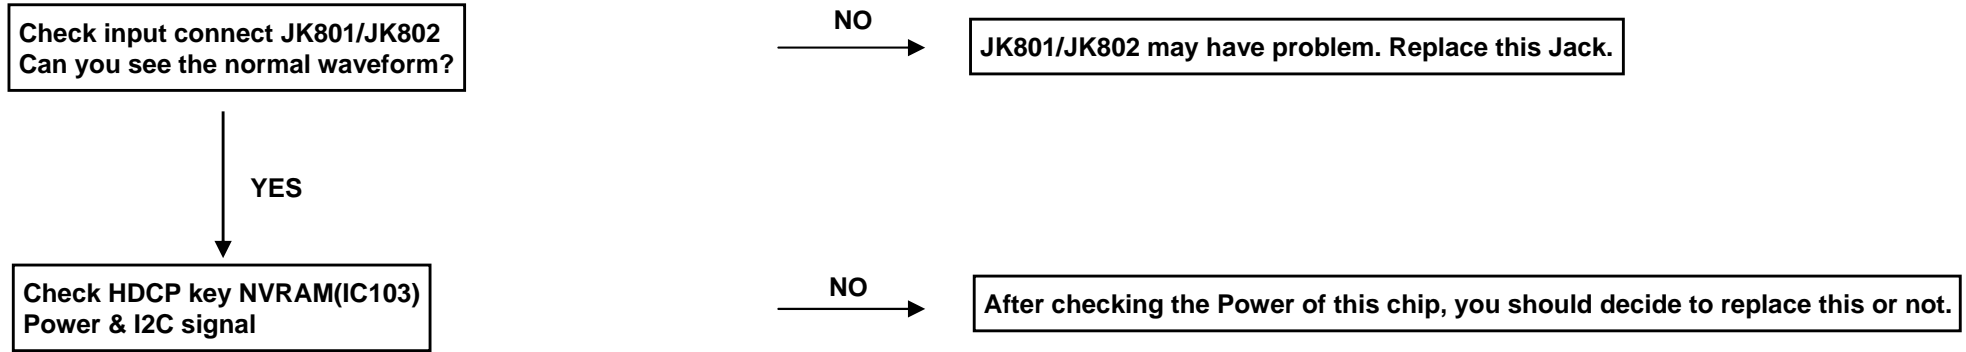 Check input connect JK801/JK802
Can you see the normal waveform?
NO
JK801/JK802 may have problem. Replace this Jack.
YES
Check HDCP key NVRAM(IC103)
Power & I2C signal
NO
After checking the Power of this chip, you should decide to replace this or not.